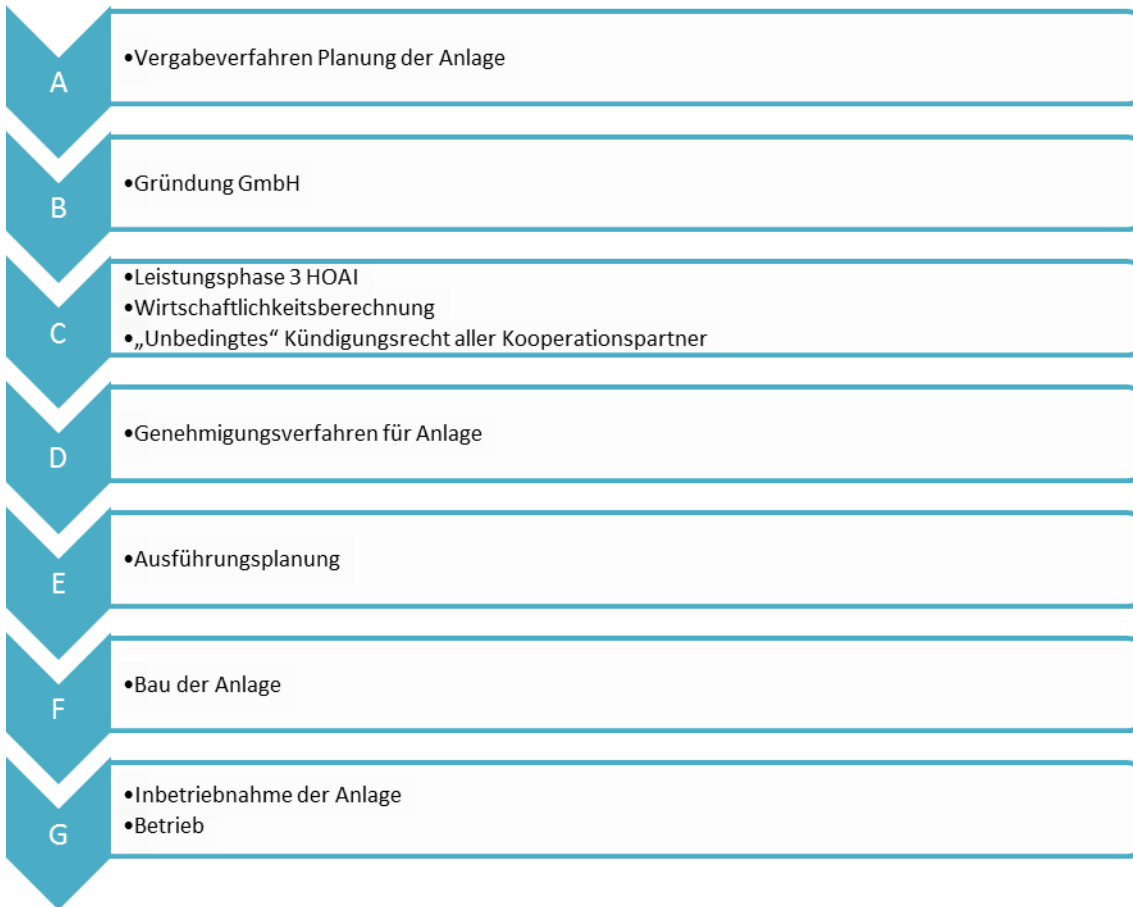 A
•Vergabeverfahren Planung der Anlage
B
•Gründung GmbH
C
•Leistungsphase 3 HOAI
•Wirtschaftlichkeitsberechnung
•„Unbedingtes“ Kündigungsrecht aller Kooperationspartner
D
•Genehmigungsverfahren für Anlage
E
•Ausführungsplanung
F
•Bau der Anlage
G
•Inbetriebnahme der Anlage
•Betrieb